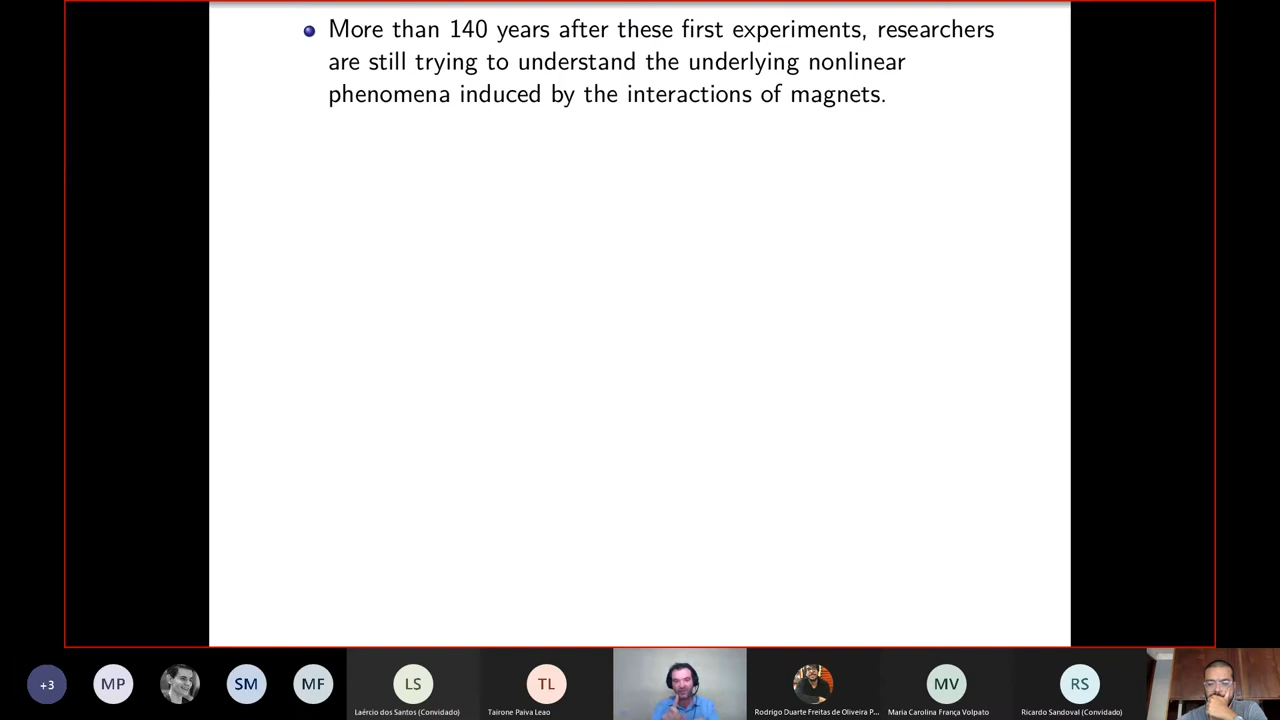 More than 140 years after these first experiments, researchers
are still trying to understand the underlying nonlinear
phenomena induced by the interactions of magnets.
+3
MP
SM
MF
LS
TL
MV
RS
Laércio dos Santos (Convidado)
Tairone Paiva Leao
Rodrigo Duarte Freitas de Oliveira P...
Maria Carolina França Volpato
Ricardo Sandoval (Convidado)